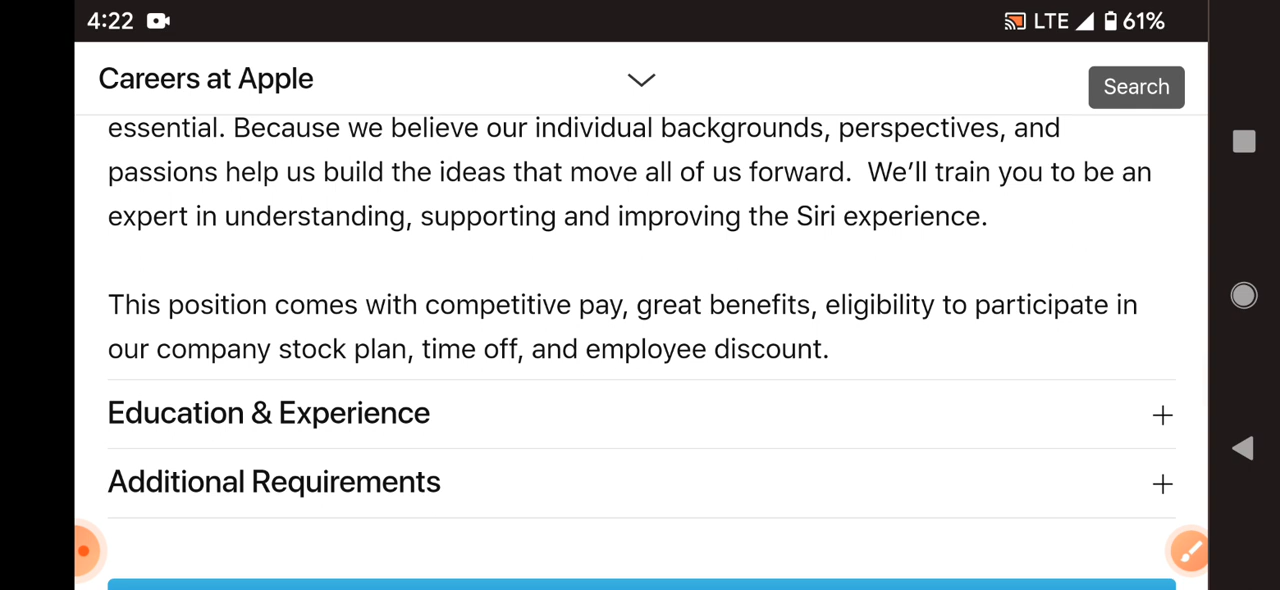 4:22 LTE 61%
Careers at Apple
Search
essential. Because we believe our individual backgrounds, perspectives, and
passions help us build the ideas that move all of us forward.  We’ll train you to be an
expert in understanding, supporting and improving the Siri experience.
This position comes with competitive pay, great benefits, eligibility to participate in
our company stock plan, time off, and employee discount.
Education & Experience +
Additional Requirements +